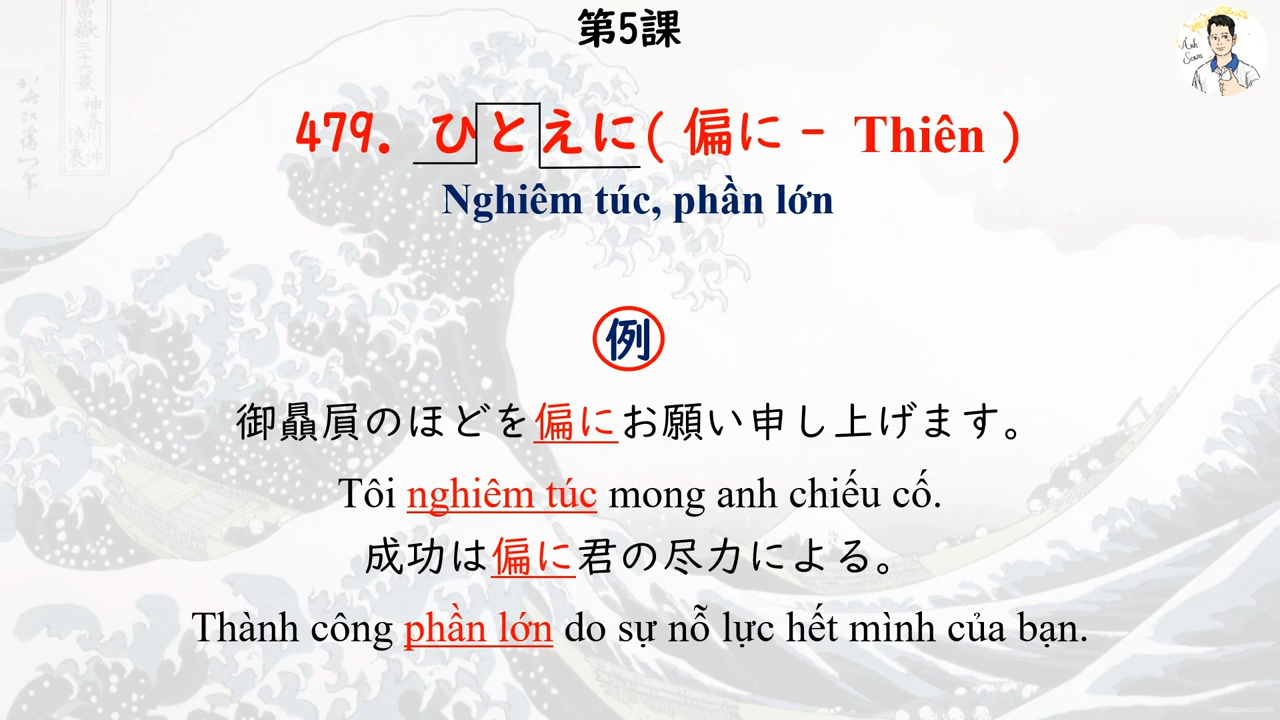 第5課
Anh Sensei
479. ひとえに( 偏に - Thiên )
Nghiêm túc, phần lớn
例
御贔屓のほどを偏にお願い申し上げます。
Tôi nghiêm túc mong anh chiếu cố.
成功は偏に君の尽力による。
Thành công phần lớn do sự nỗ lực hết mình của bạn.